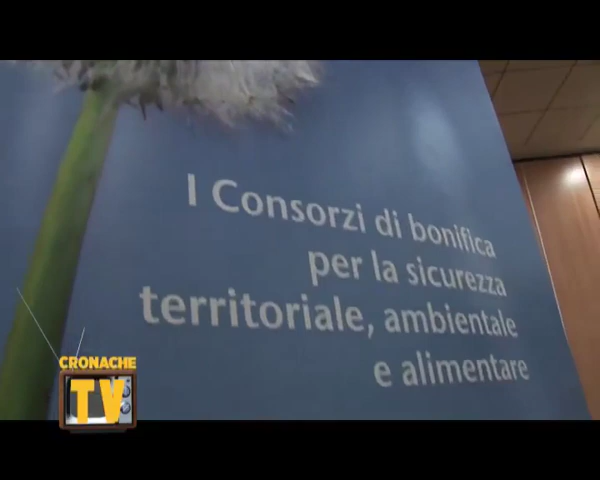 I Consorzi di bonifica
per la sicurezza
territoriale, ambientale
e alimentare
CRONACHE
TV